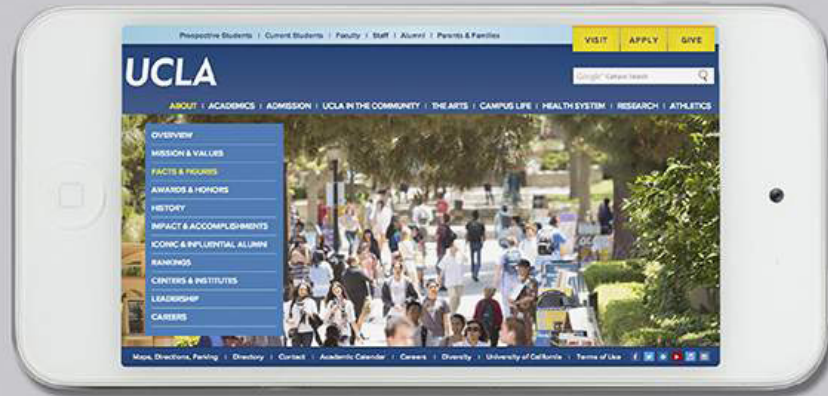 Prospective Students | Current Students | Faculty | Staff | Alumni | Parents & Families
VISIT APPLY GIVE
UCLA
Google Campus Search
ABOUT | ACADEMICS | ADMISSION | UCLA IN THE COMMUNITY | THE ARTS | CAMPUS LIFE | HEALTH SYSTEM | RESEARCH | ATHLETICS
OVERVIEW
MISSION & VALUES
FACTS & FIGURES
AWARDS & HONORS
HISTORY
IMPACT & ACCOMPLISHMENTS
ICONIC & INFLUENTIAL ALUMNI
RANKINGS
CENTERS & INSTITUTES
LEADERSHIP
CAREERS
Maps, Directions, Parking | Directory | Contact | Academic Calendar | Careers | Diversity | University of California | Terms of Use